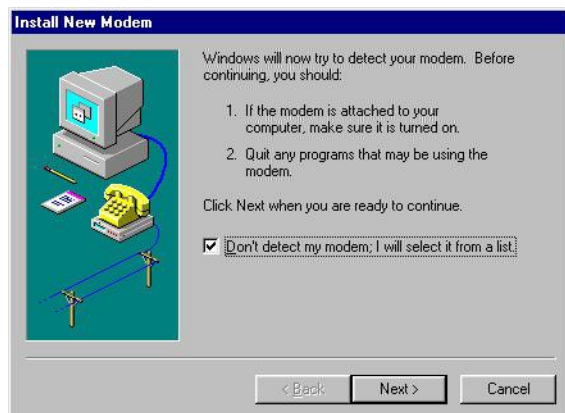 Install New Modem
Windows will now try to detect your modem. Before
continuing, you should:
1. If the modem is attached to your
computer, make sure it is turned on.
2. Quit any programs that may be using the
modem.
Click Next when you are ready to continue.
Don't detect my modem; I will select it from a list.
< Back
Next >
Cancel